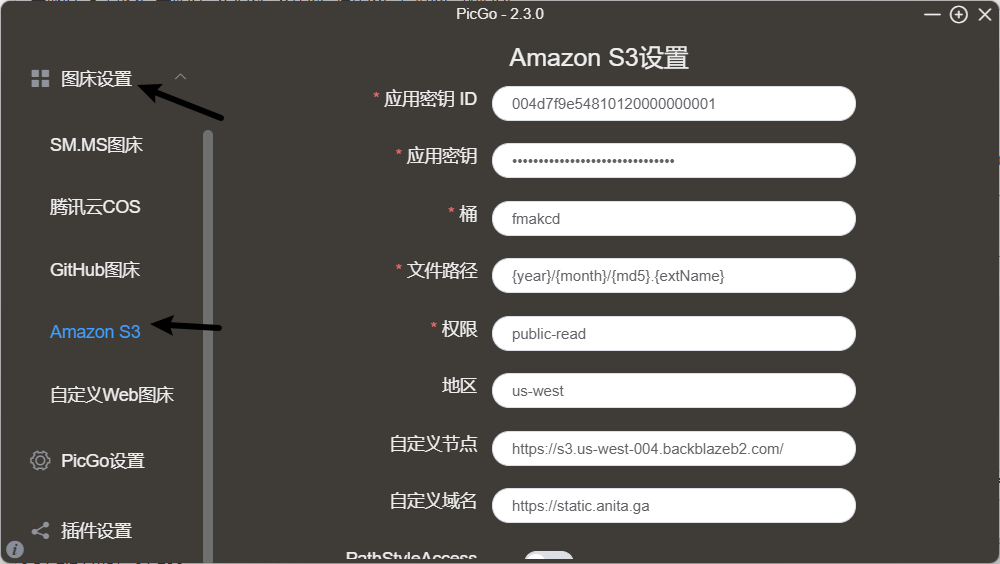 PicGo - 2.3.0
图床设置
SM.MS图床
腾讯云COS
GitHub图床
Amazon S3
自定义Web图床
PicGo设置
插件设置
Amazon S3设置
* 应用密钥 ID
004d7f9e54810120000000001
* 应用密钥
•••••••••••••••••••••••••••••••
* 桶
fmakcd
* 文件路径
{year}/{month}/{md5}.{extName}
* 权限
public-read
地区
us-west
自定义节点
https://s3.us-west-004.backblazeb2.com/
自定义域名
https://static.anita.ga
PathStyleAccess